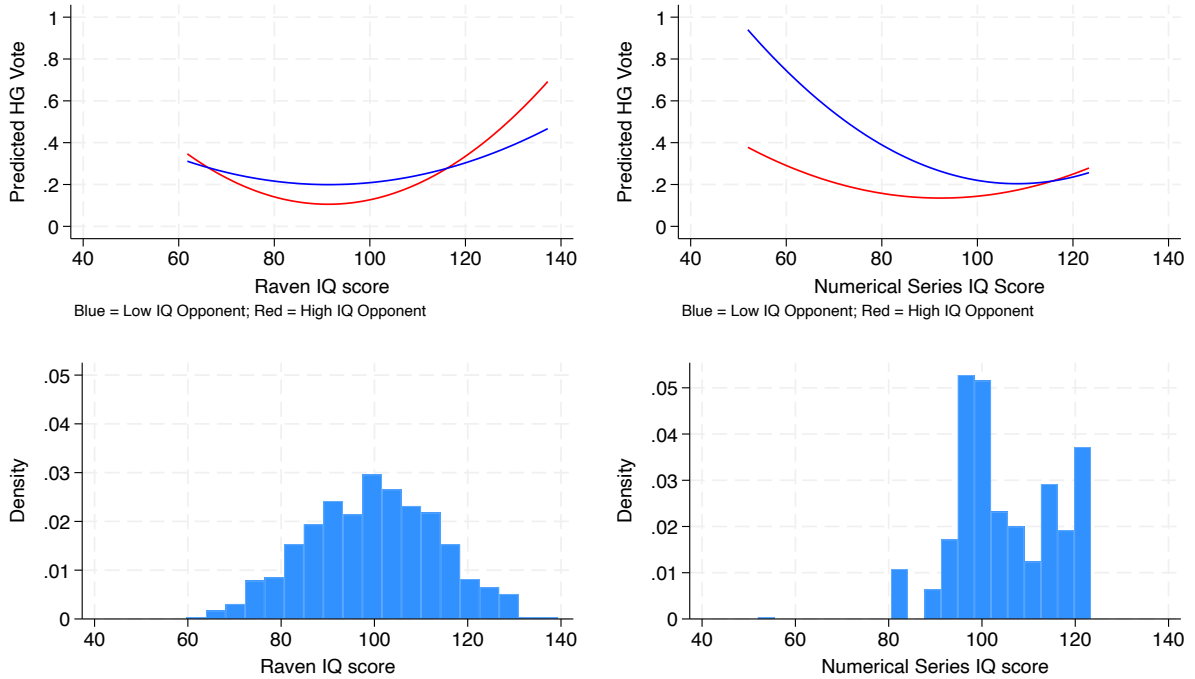 Predicted HG Vote
1
.8
.6
.4
.2
0
40 60 80 100 120 140
Raven IQ score
Blue = Low IQ Opponent; Red = High IQ Opponent
Predicted HG Vote
1
.8
.6
.4
.2
0
40 60 80 100 120 140
Numerical Series IQ Score
Blue = Low IQ Opponent; Red = High IQ Opponent
Density
.05
.04
.03
.02
.01
0
40 60 80 100 120 140
Raven IQ score
Density
.05
.04
.03
.02
.01
0
40 60 80 100 120 140
Numerical Series IQ score